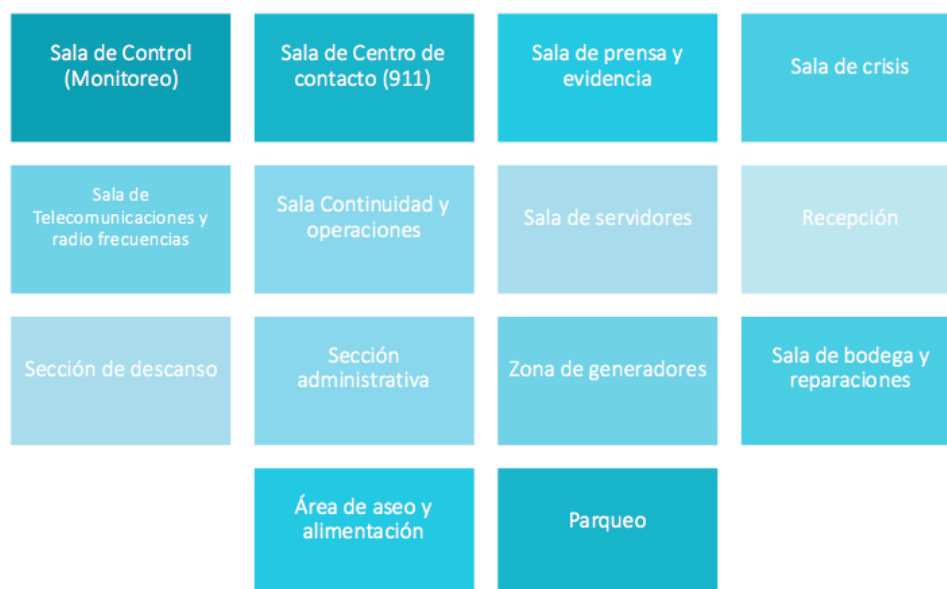 Sala de Control
(Monitoreo)
Sala de Centro de
contacto (911)
Sala de prensa y
evidencia
Sala de crisis
Sala de
Telecomunicaciones y
radio frecuencias
Sala Continuidad y
operaciones
Sala de servidores
Recepción
Sección de descanso
Sección
administrativa
Zona de generadores
Sala de bodega y
reparaciones
Área de aseo y
alimentación
Parqueo